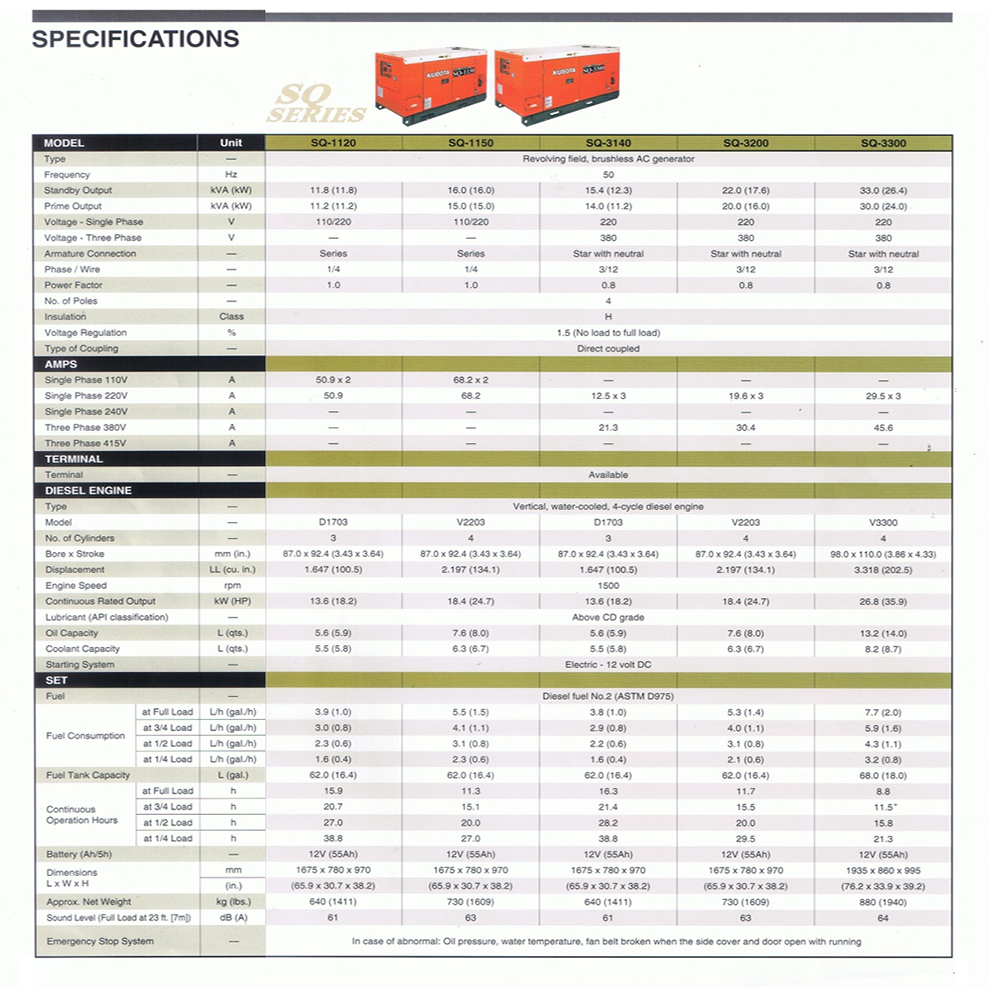 SPECIFICATIONS
SQ
SERIES
KUBOTA
KUBOTA
MODEL Unit SQ-1120 SQ-1150 SQ-3140 SQ-3200 SQ-3300
Type — Revolving field, brushless AC generator
Frequency Hz 50
Standby Output kVA (kW) 11.8 (11.8) 16.0 (16.0) 15.4 (12.3) 22.0 (17.6) 33.0 (26.4)
Prime Output kVA (kW) 11.2 (11.2) 15.0 (15.0) 14.0 (11.2) 20.0 (16.0) 30.0 (24.0)
Voltage - Single Phase V 110/220 110/220 220 220 220
Voltage - Three Phase V — — 380 380 380
Armature Connection — Series Series Star with neutral Star with neutral Star with neutral
Phase / Wire — 1/4 1/4 3/12 3/12 3/12
Power Factor — 1.0 1.0 0.8 0.8 0.8
No. of Poles — 4
Insulation Class H
Voltage Regulation % 1.5 (No load to full load)
Type of Coupling — Direct coupled
AMPS
Single Phase 110V A 50.9 x 2 68.2 x 2 — — —
Single Phase 220V A 50.9 68.2 12.5 x 3 19.6 x 3 29.5 x 3
Single Phase 240V A — — — — —
Three Phase 380V A — — 21.3 30.4 45.6
Three Phase 415V A — — — — —
TERMINAL
Terminal — Available
DIESEL ENGINE
Type — Vertical, water-cooled, 4-cycle diesel engine
Model — D1703 V2203 D1703 V2203 V3300
No. of Cylinders — 3 4 3 4 4
Bore x Stroke mm (in.) 87.0 x 92.4 (3.43 x 3.64) 87.0 x 92.4 (3.43 x 3.64) 87.0 x 92.4 (3.43 x 3.64) 87.0 x 92.4 (3.43 x 3.64) 98.0 x 110.0 (3.86 x 4.33)
Displacement LL (cu. in.) 1.647 (100.5) 2.197 (134.1) 1.647 (100.5) 2.197 (134.1) 3.318 (202.5)
Engine Speed rpm 1500
Continuous Rated Output kW (HP) 13.6 (18.2) 18.4 (24.7) 13.6 (18.2) 18.4 (24.7) 26.8 (35.9)
Lubricant (API classification) — Above CD grade
Oil Capacity L (qts.) 5.6 (5.9) 7.6 (8.0) 5.6 (5.9) 7.6 (8.0) 13.2 (14.0)
Coolant Capacity L (qts.) 5.5 (5.8) 6.3 (6.7) 5.5 (5.8) 6.3 (6.7) 8.2 (8.7)
Starting System — Electric - 12 volt DC
SET
Fuel — Diesel fuel No.2 (ASTM D975)
Fuel Consumption
at Full Load L/h (gal./h) 3.9 (1.0) 5.5 (1.5) 3.8 (1.0) 5.3 (1.4) 7.7 (2.0)
at 3/4 Load L/h (gal./h) 3.0 (0.8) 4.1 (1.1) 2.9 (0.8) 4.0 (1.1) 5.9 (1.6)
at 1/2 Load L/h (gal./h) 2.3 (0.6) 3.1 (0.8) 2.2 (0.6) 3.1 (0.8) 4.3 (1.1)
at 1/4 Load L/h (gal./h) 1.6 (0.4) 2.3 (0.6) 1.6 (0.4) 2.1 (0.6) 3.2 (0.8)
Fuel Tank Capacity L (gal.) 62.0 (16.4) 62.0 (16.4) 62.0 (16.4) 62.0 (16.4) 68.0 (18.0)
Continuous
Operation Hours
at Full Load h 15.9 11.3 16.3 11.7 8.8
at 3/4 Load h 20.7 15.1 21.4 15.5 11.5
at 1/2 Load h 27.0 20.0 28.2 20.0 15.8
at 1/4 Load h 38.8 27.0 38.8 29.5 21.3
Battery (Ah/5h) — 12V (55Ah) 12V (55Ah) 12V (55Ah) 12V (55Ah) 12V (55Ah)
Dimensions
L x W x H
mm 1675 x 780 x 970 1675 x 780 x 970 1675 x 780 x 970 1675 x 780 x 970 1935 x 860 x 995
(in.) (65.9 x 30.7 x 38.2) (65.9 x 30.7 x 38.2) (65.9 x 30.7 x 38.2) (65.9 x 30.7 x 38.2) (76.2 x 33.9 x 39.2)
Approx. Net Weight kg (lbs.) 640 (1411) 730 (1609) 640 (1411) 730 (1609) 880 (1940)
Sound Level (Full Load at 23 ft. [7m]) dB (A) 61 63 61 63 64
Emergency Stop System — In case of abnormal: Oil pressure, water temperature, fan belt broken when the side cover and door open with running